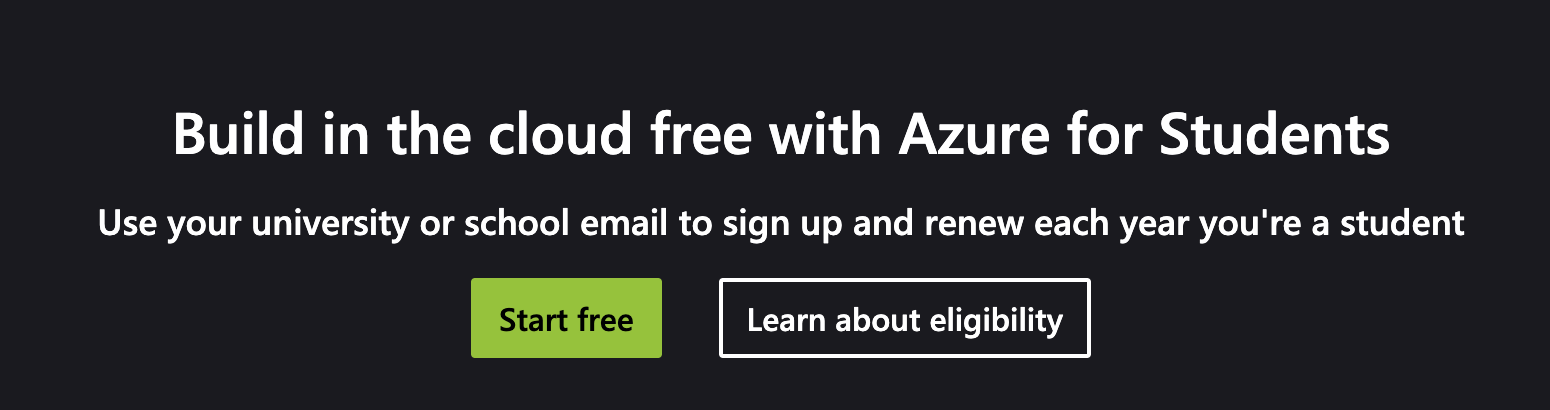 Build in the cloud free with Azure for Students
Use your university or school email to sign up and renew each year you're a student
Start free
Learn about eligibility